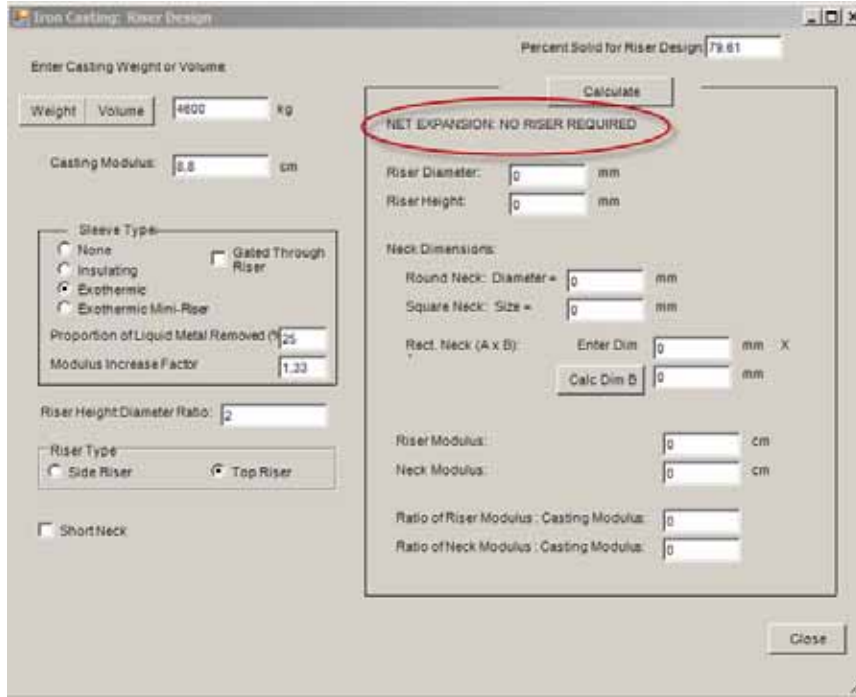 Iron Casting: Riser Design
Percent Solid for Riser Design 79.61
Enter Casting Weight or Volume
Calculate
Weight Volume 4600 kg
NET EXPANSION: NO RISER REQUIRED
Casting Modulus: 8.8 cm
Riser Diameter: 0 mm
Riser Height: 0 mm
Sleeve Type
None
Gated Through Riser
Insulating
Exothermic
Exothermic Mini-Riser
Proportion of Liquid Metal Removed (% 25
Modulus Increase Factor 1.33
Neck Dimensions:
Round Neck: Diameter = 0 mm
Square Neck: Size = 0 mm
Rect. Neck (A x B): Enter Dim 0 mm X
Calc Dim B 0 mm
Riser Height:Diameter Ratio: 2
Riser Type
Side Riser Top Riser
Short Neck
Riser Modulus: 0 cm
Neck Modulus: 0 cm
Ratio of Riser Modulus : Casting Modulus: 0
Ratio of Neck Modulus : Casting Modulus: 0
Close